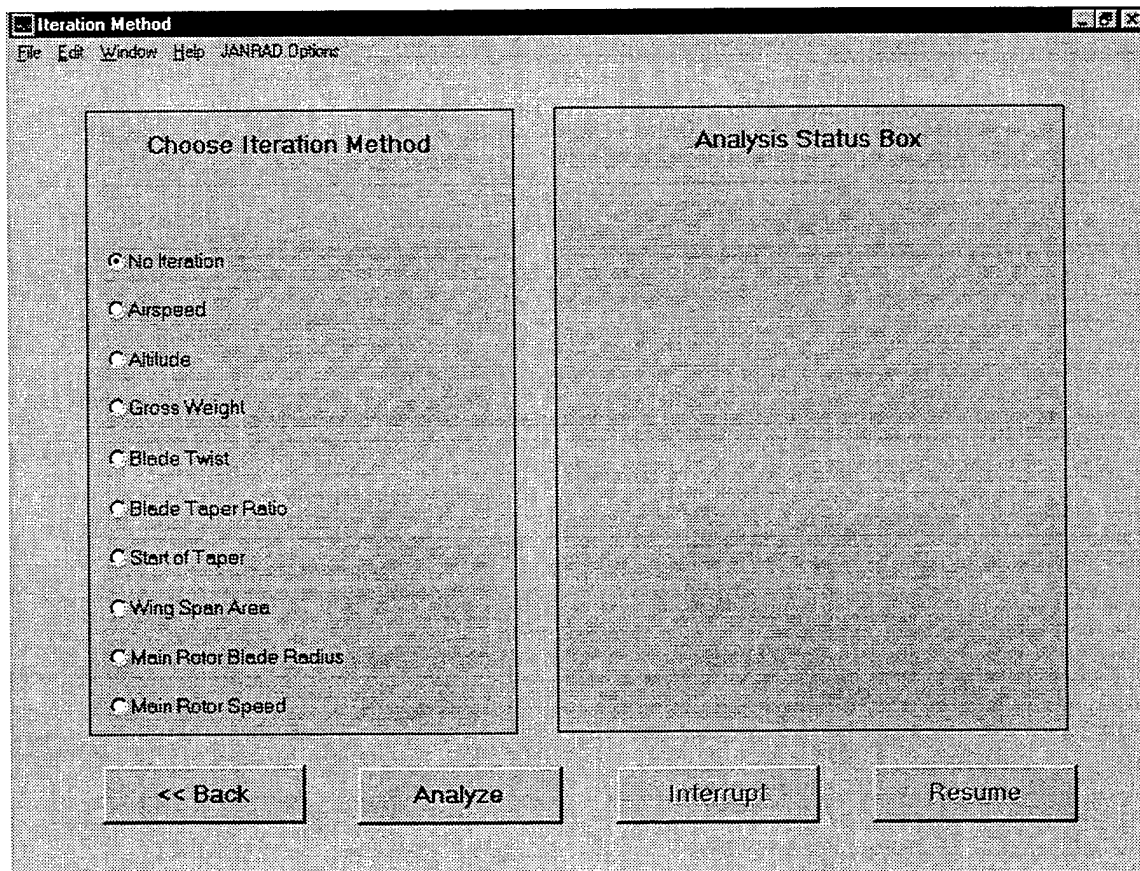 Iteration Method
File Edit Window Help JANRAD Options
Choose Iteration Method
No Iteration
Airspeed
Altitude
Gross Weight
Blade Twist
Blade Taper Ratio
Start of Taper
Wing Span Area
Main Rotor Blade Radius
Main Rotor Speed
Analysis Status Box
<< Back
Analyze
Interrupt
Resume